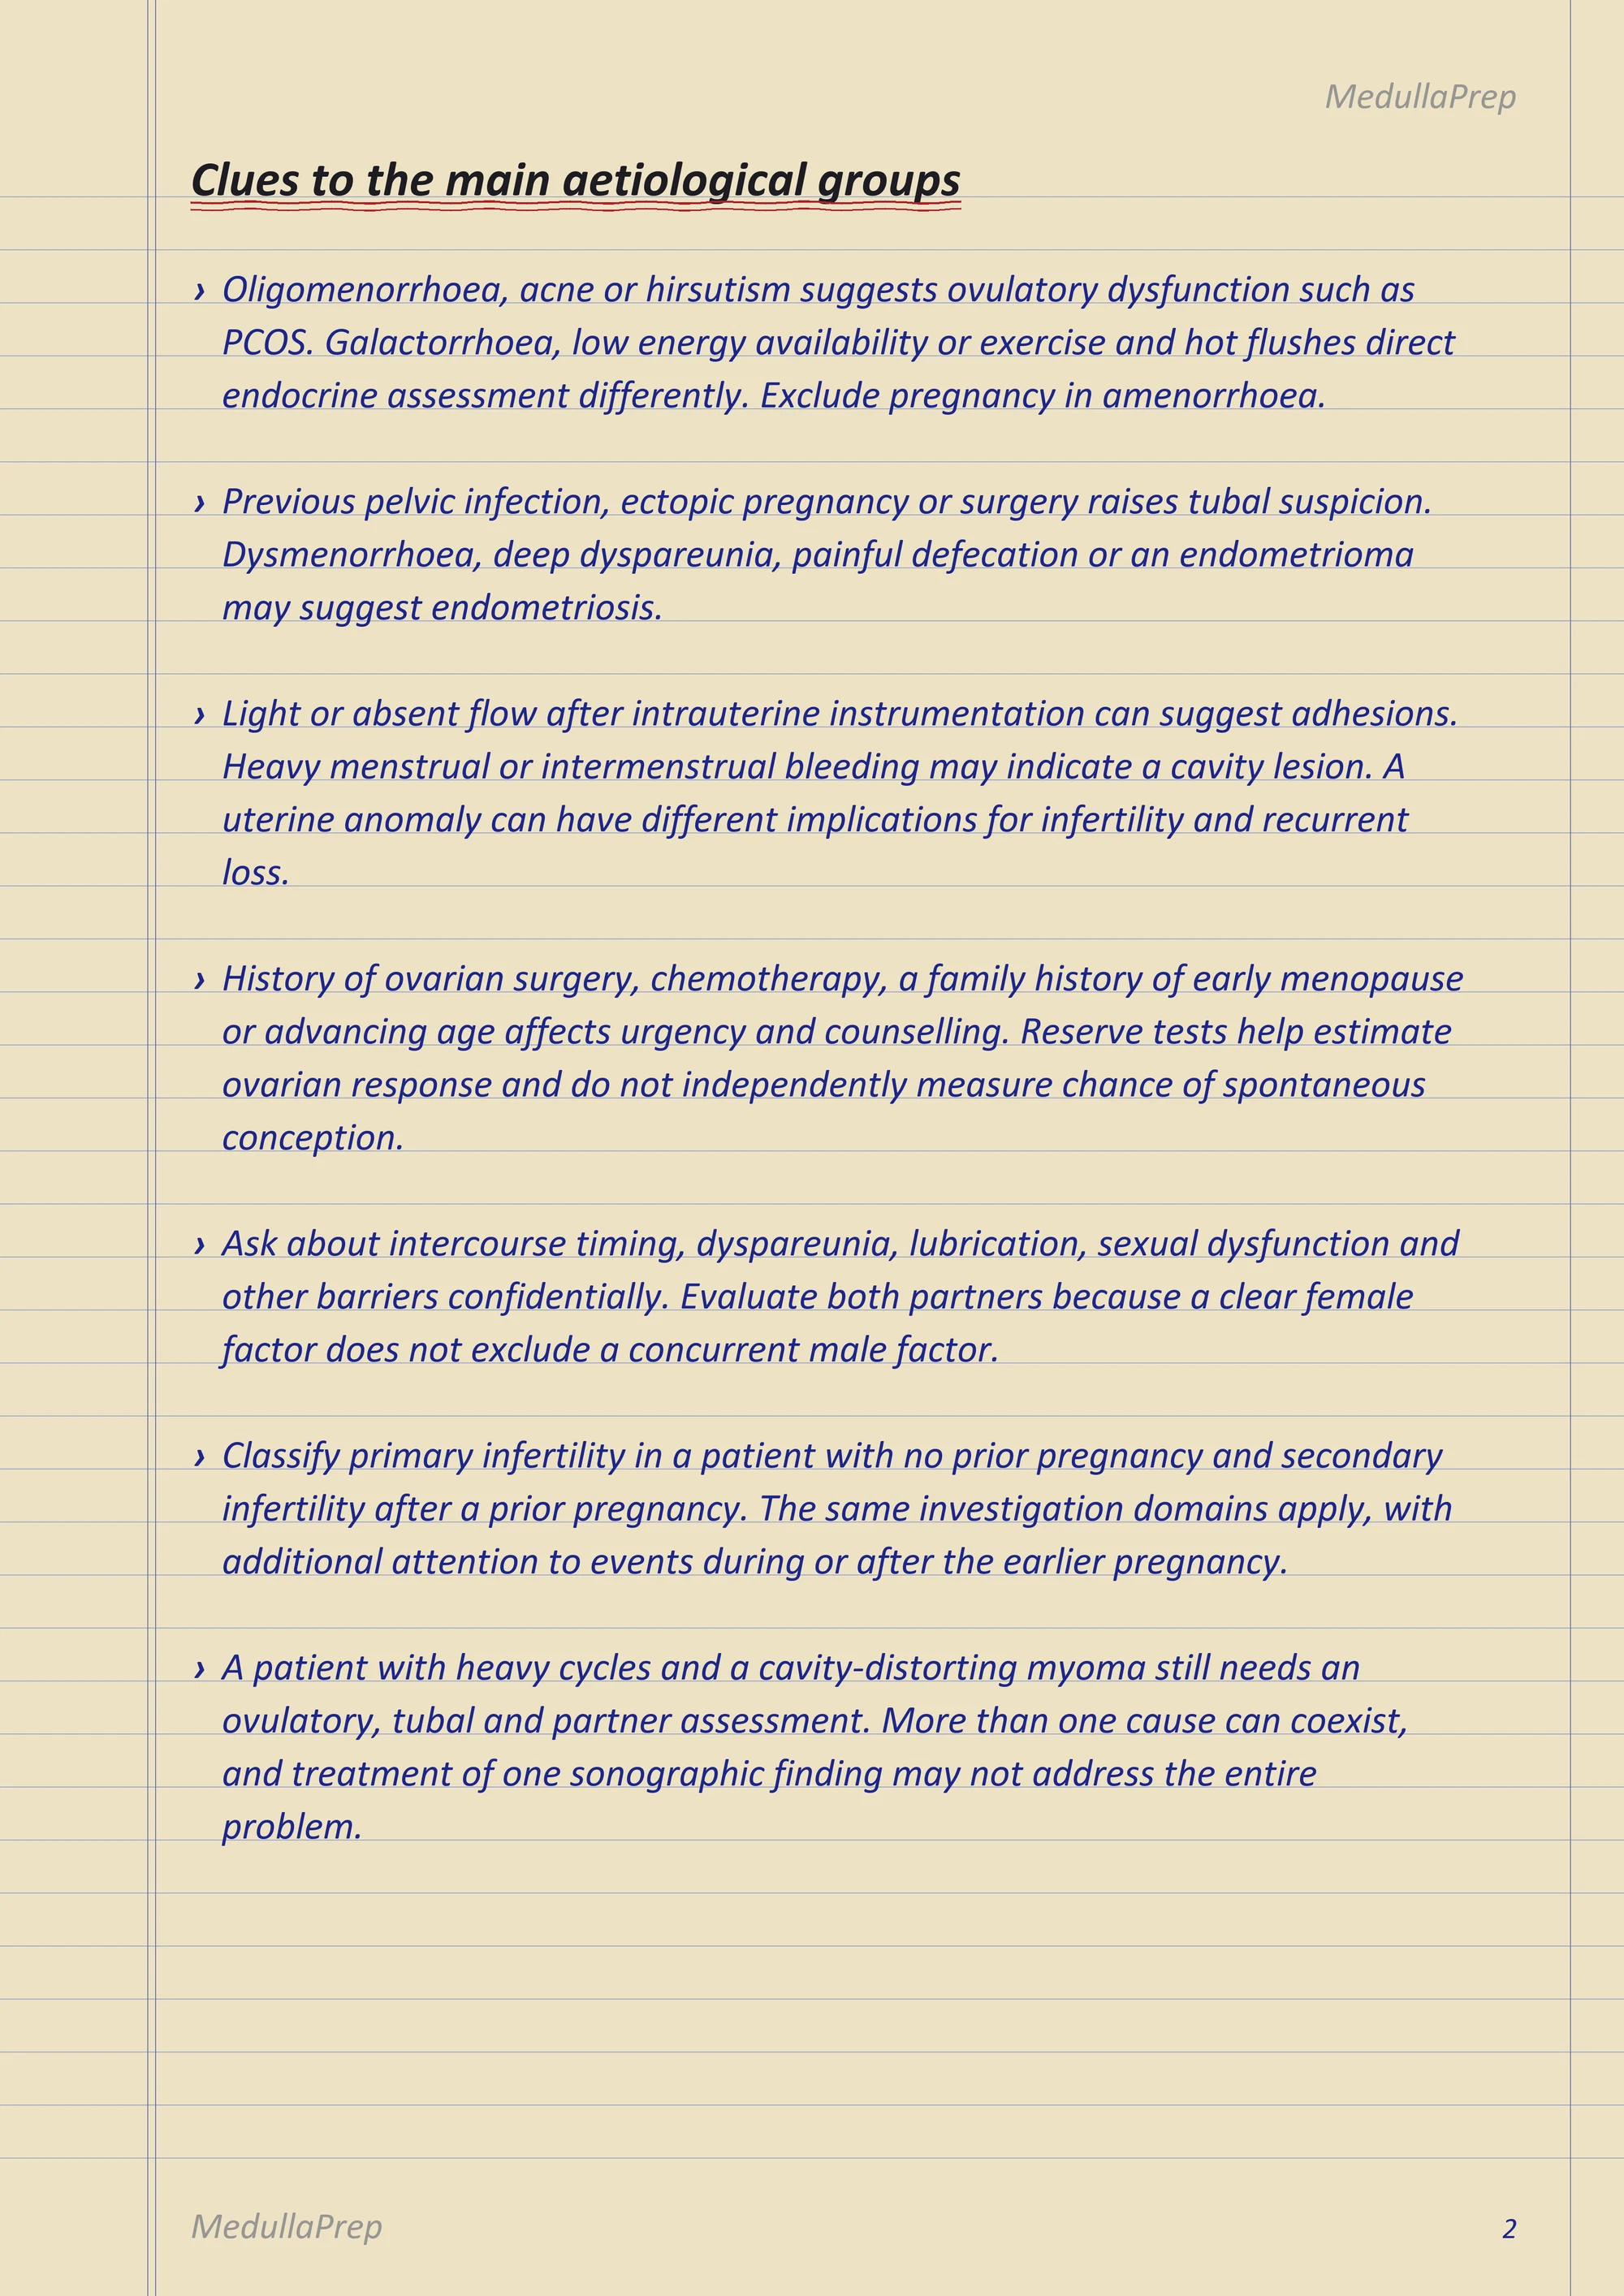 MedullaPrep
Clues to the main aetiological groups
› Oligomenorrhoea, acne or hirsutism suggests ovulatory dysfunction such as
PCOS. Galactorrhoea, low energy availability or exercise and hot flushes direct
endocrine assessment differently. Exclude pregnancy in amenorrhoea.
› Previous pelvic infection, ectopic pregnancy or surgery raises tubal suspicion.
Dysmenorrhoea, deep dyspareunia, painful defecation or an endometrioma
may suggest endometriosis.
› Light or absent flow after intrauterine instrumentation can suggest adhesions.
Heavy menstrual or intermenstrual bleeding may indicate a cavity lesion. A
uterine anomaly can have different implications for infertility and recurrent
loss.
› History of ovarian surgery, chemotherapy, a family history of early menopause
or advancing age affects urgency and counselling. Reserve tests help estimate
ovarian response and do not independently measure chance of spontaneous
conception.
› Ask about intercourse timing, dyspareunia, lubrication, sexual dysfunction and
other barriers confidentially. Evaluate both partners because a clear female
factor does not exclude a concurrent male factor.
› Classify primary infertility in a patient with no prior pregnancy and secondary
infertility after a prior pregnancy. The same investigation domains apply, with
additional attention to events during or after the earlier pregnancy.
› A patient with heavy cycles and a cavity-distorting myoma still needs an
ovulatory, tubal and partner assessment. More than one cause can coexist,
and treatment of one sonographic finding may not address the entire
problem.
MedullaPrep
2